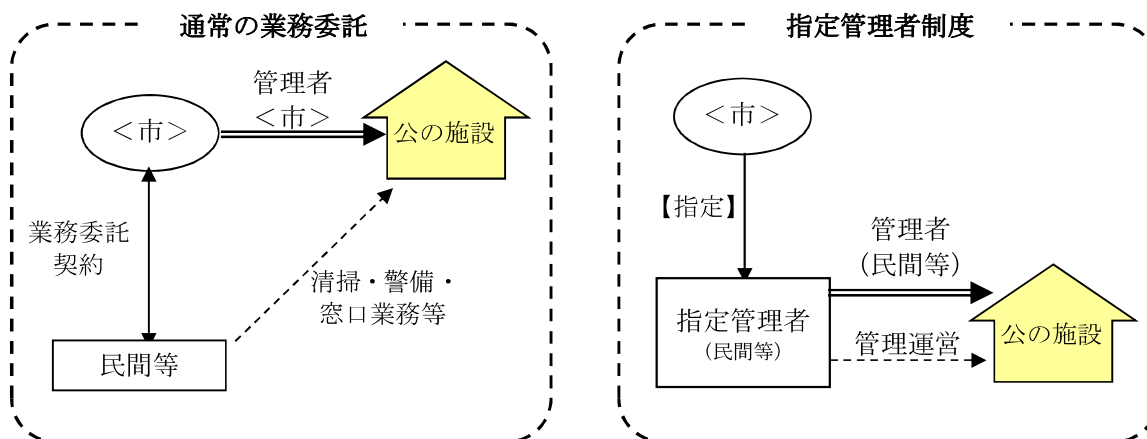 通常の業務委託
管理者
＜市＞
＜市＞
公の施設
業務委託
契約
清掃・警備・
窓口業務等
民間等
指定管理者制度
＜市＞
【指定】
管理者
（民間等）
指定管理者
（民間等）
管理運営
公の施設